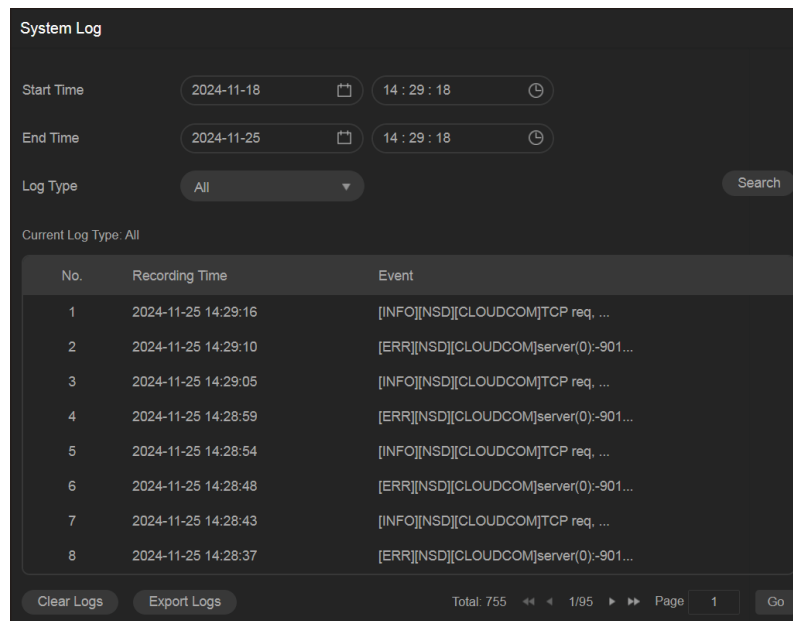 System Log
Start Time 2024-11-18 14 : 29 : 18
End Time 2024-11-25 14 : 29 : 18
Log Type All Search
Current Log Type: All
No. Recording Time Event
1 2024-11-25 14:29:16 [INFO][NSD][CLOUDCOM]TCP req, ...
2 2024-11-25 14:29:10 [ERR][NSD][CLOUDCOM]server(0):-901...
3 2024-11-25 14:29:05 [INFO][NSD][CLOUDCOM]TCP req, ...
4 2024-11-25 14:28:59 [ERR][NSD][CLOUDCOM]server(0):-901...
5 2024-11-25 14:28:54 [INFO][NSD][CLOUDCOM]TCP req, ...
6 2024-11-25 14:28:48 [ERR][NSD][CLOUDCOM]server(0):-901...
7 2024-11-25 14:28:43 [INFO][NSD][CLOUDCOM]TCP req, ...
8 2024-11-25 14:28:37 [ERR][NSD][CLOUDCOM]server(0):-901...
Clear Logs Export Logs Total: 755 1/95 Page 1 Go